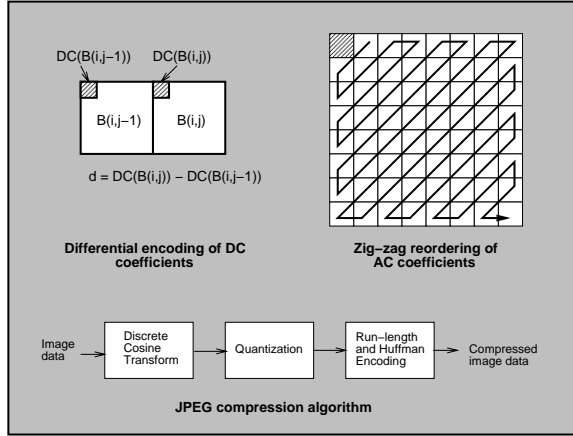 DC(B(i,j−1)) DC(B(i,j))
B(i,j−1) B(i,j)
d = DC(B(i,j)) − DC(B(i,j−1))
Differential encoding of DC
coefficients
Zig−zag reordering of
AC coefficients
Image
data
Discrete
Cosine
Transform
Quantization
Run−length
and Huffman
Encoding
Compressed
image data
JPEG compression algorithm